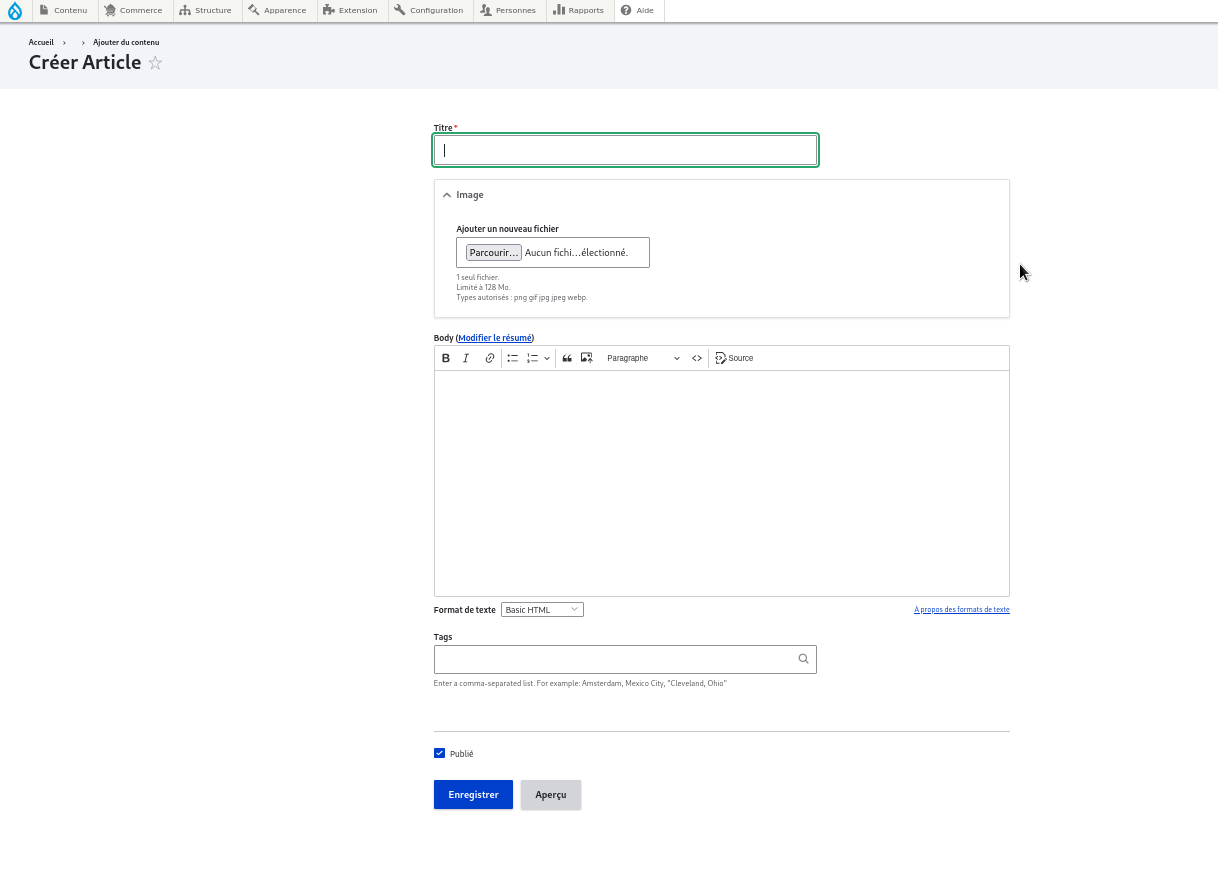 Contenu Commerce Structure Apparence Extension Configuration Personnes Rapports Aide
Accueil › › Ajouter du contenu
Créer Article
Titre*
Image
Ajouter un nouveau fichier
Parcourir... Aucun fichi...électionné.
1 seul fichier.
Limité à 128 Mo.
Types autorisés : png gif jpg jpeg webp.
Body (Modifier le résumé)
B I Paragraphe <> Source
Format de texte Basic HTML À propos des formats de texte
Tags
Enter a comma-separated list. For example: Amsterdam, Mexico City, "Cleveland, Ohio"
Publié
Enregistrer Aperçu